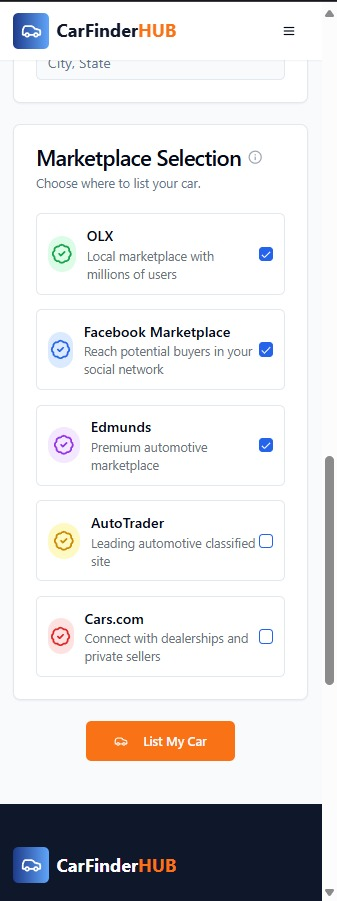 CarFinderHUB
City, State
Marketplace Selection
Choose where to list your car.
OLX
Local marketplace with
millions of users
Facebook Marketplace
Reach potential buyers in your
social network
Edmunds
Premium automotive
marketplace
AutoTrader
Leading automotive classified
site
Cars.com
Connect with dealerships and
private sellers
List My Car
CarFinderHUB